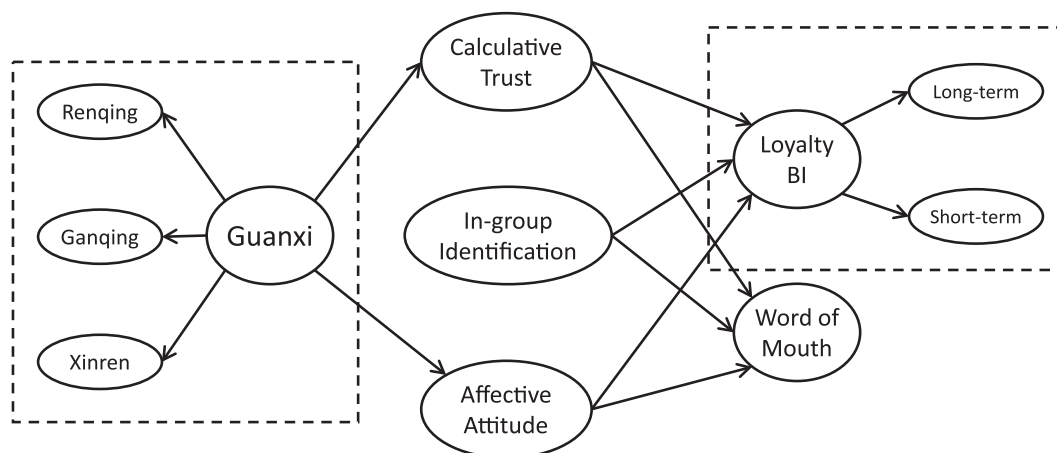 Renqing
Ganqing
Xinren
Guanxi
Calculative
Trust
In-group
Identification
Affective
Attitude
Loyalty
BI
Word of
Mouth
Long-term
Short-term